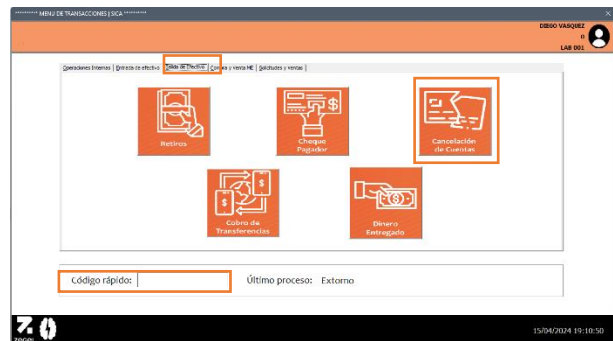 ********** MENU DE TRANSACCIONES | SICA **********
DIEGO VASQUEZ
0
LAB 001
Operaciones Internas | Entrada de efectivo | Salida de Efectivo | Compra y venta ME | Solicitudes y ventas |
Retiros
Cheque
Pagador
Cancelación
de Cuentas
Cobro de
Transferencias
Dinero
Entregado
Código rápido:
Último proceso: Extorno
15/04/2024 19:10:50